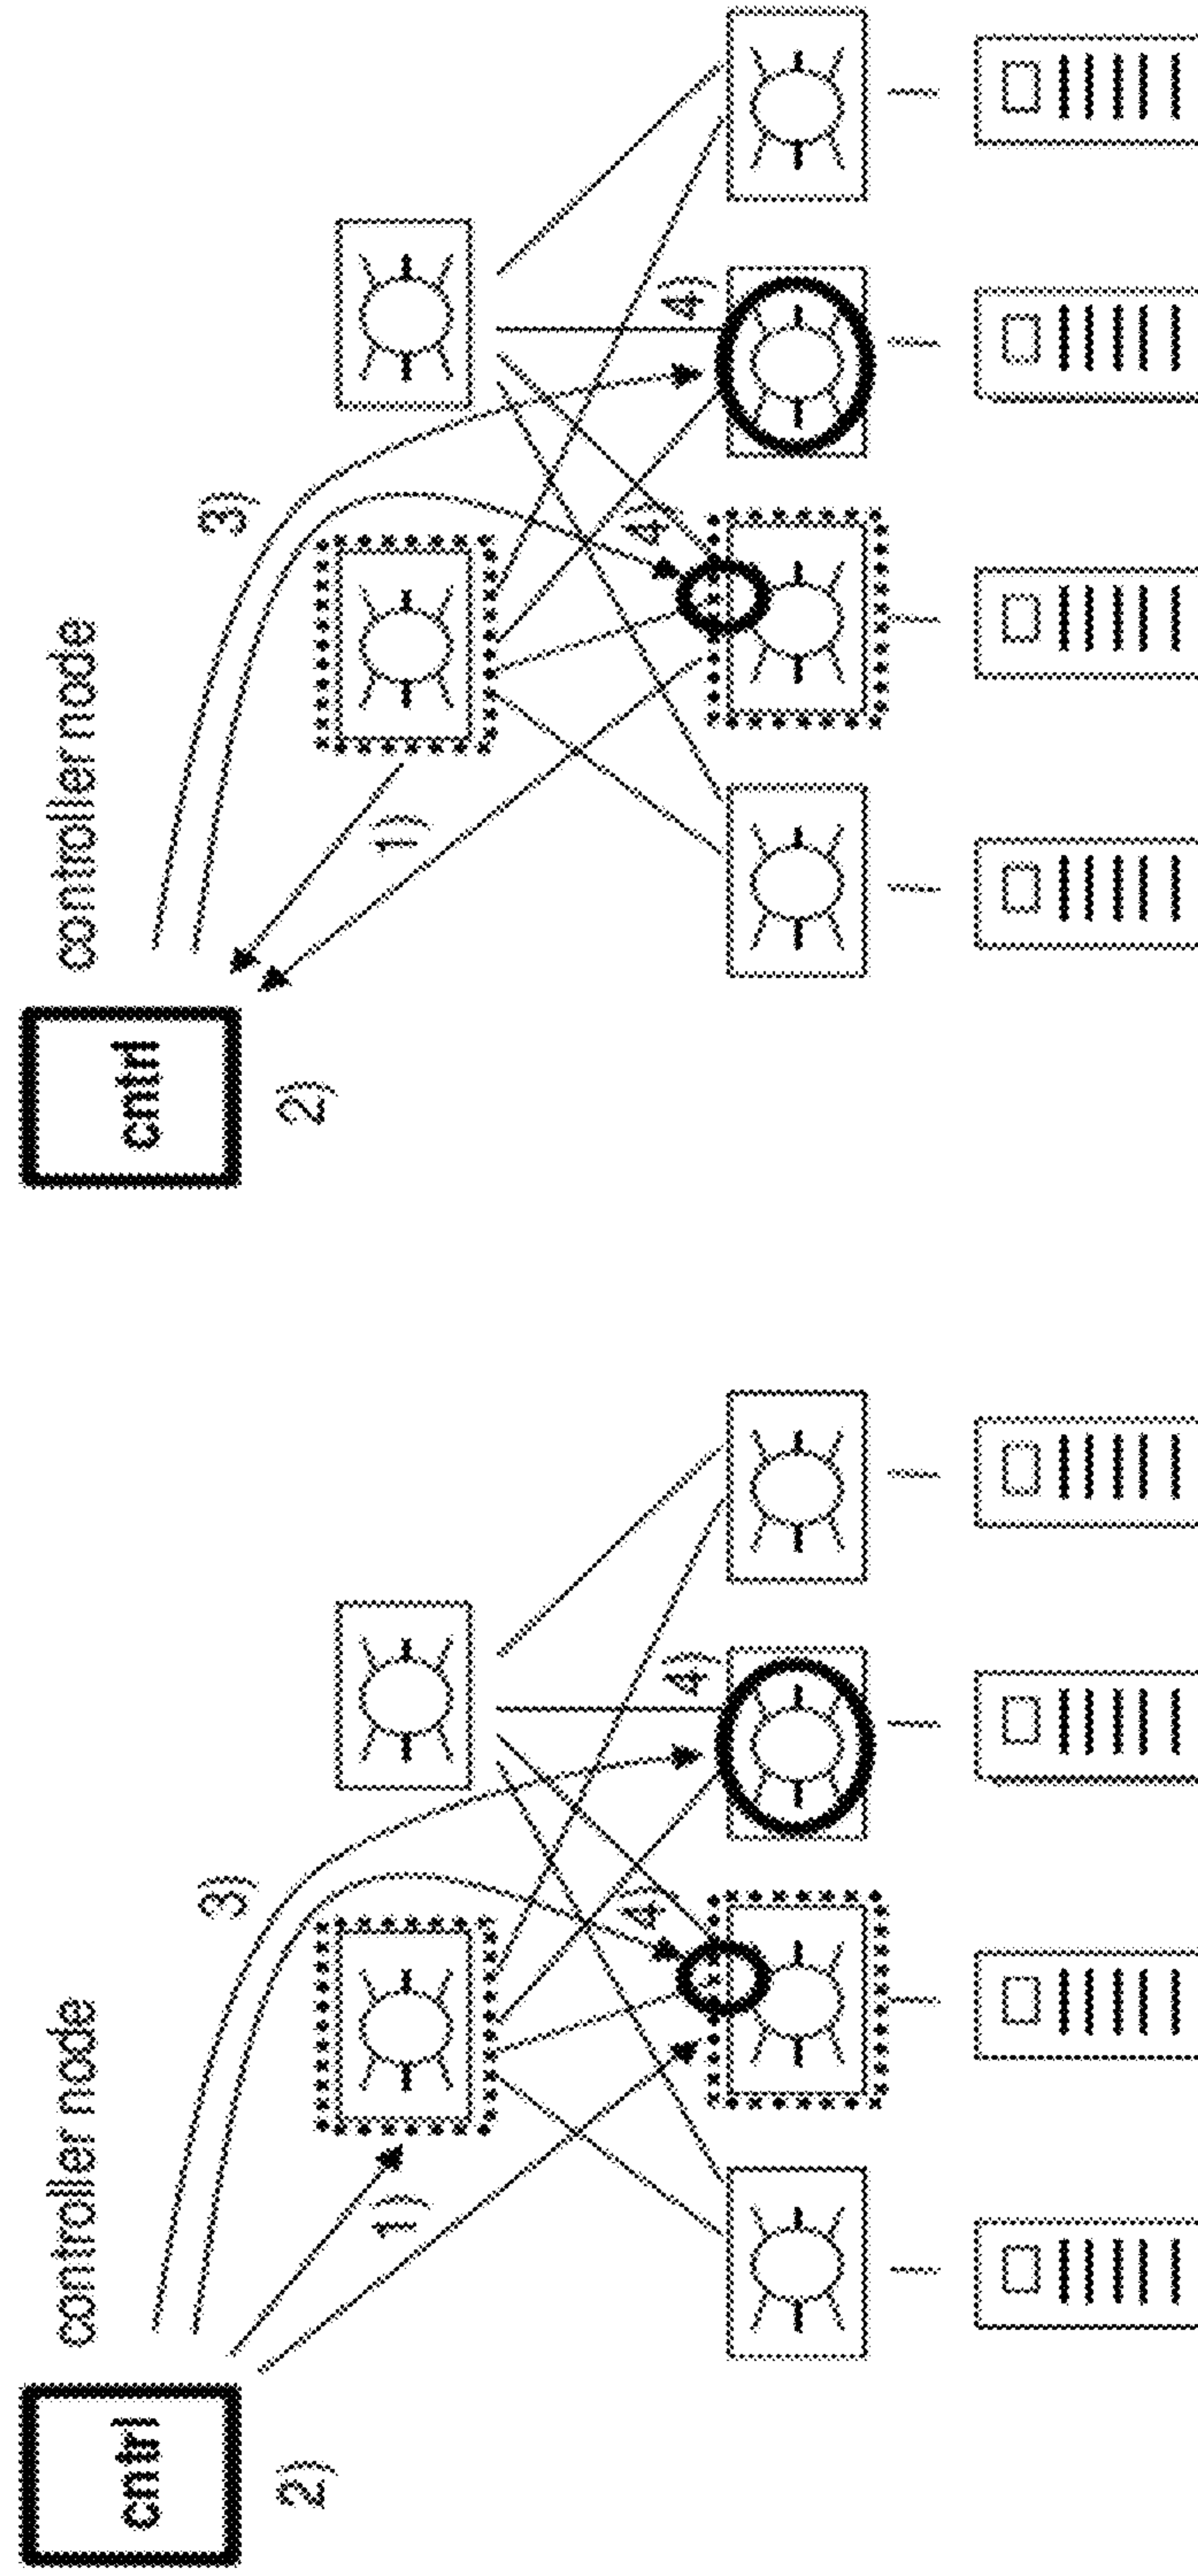 controller node
cntrl
3)
2)
1)
4)
4)
controller node
cntrl
3)
2)
1)
4)
4)